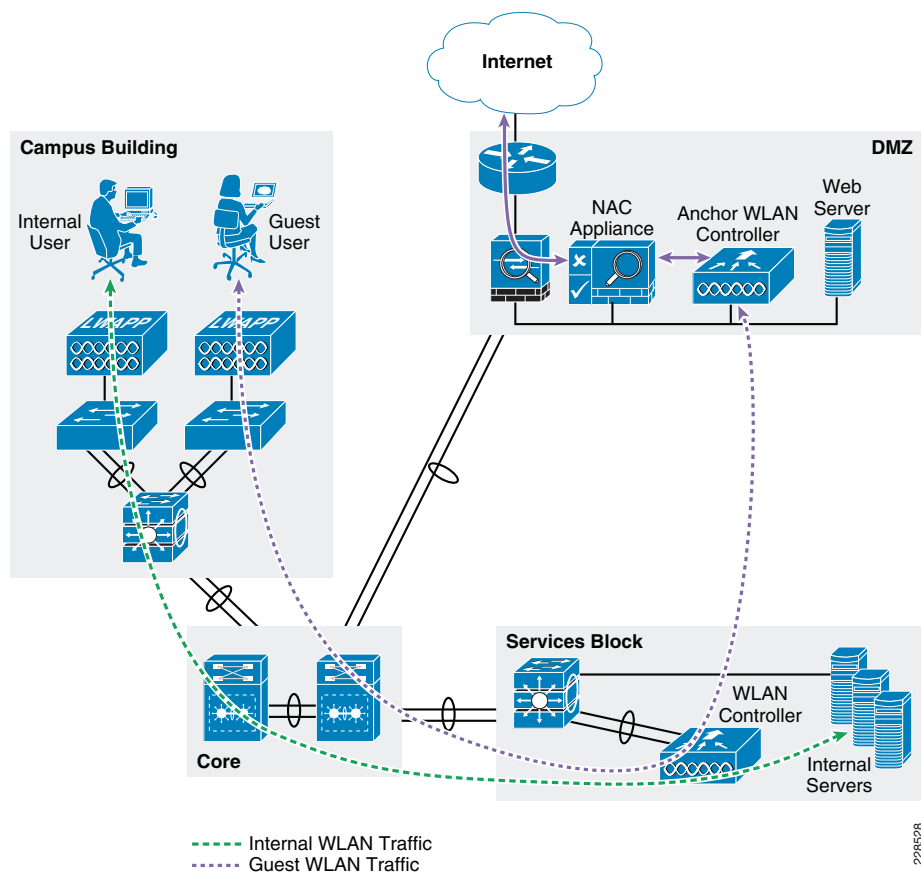 Internet
Campus Building
Internal
User
Guest
User
LWAPP
LWAPP
DMZ
NAC
Appliance
Anchor WLAN
Controller
Web
Server
Core
Services Block
WLAN
Controller
Internal
Servers
Internal WLAN Traffic
Guest WLAN Traffic
228528